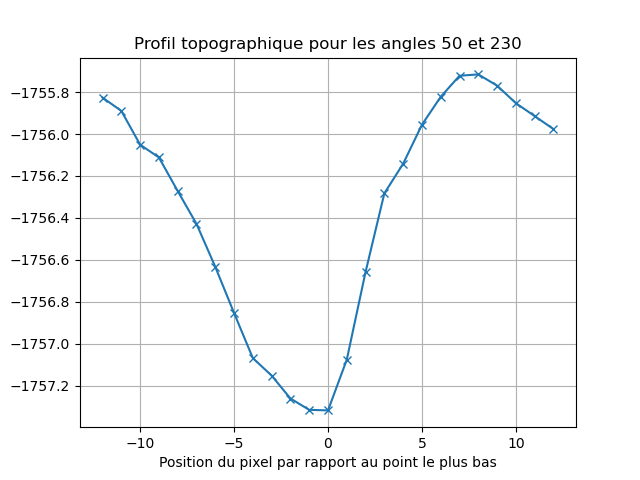 Profil topographique pour les angles 50 et 230
−1755.8
−1756.0
−1756.2
−1756.4
−1756.6
−1756.8
−1757.0
−1757.2
−10 −5 0 5 10
Position du pixel par rapport au point le plus bas